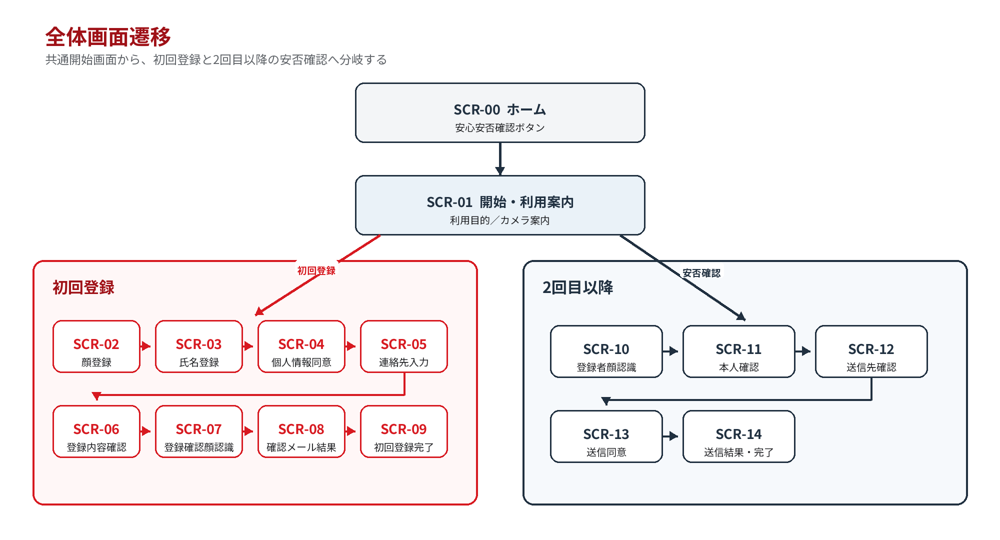 全体画面遷移
共通開始画面から、初回登録と2回目以降の安否確認へ分岐する
SCR-00 ホーム
安心安否確認ボタン
SCR-01 開始・利用案内
利用目的／カメラ案内
初回登録
安否確認
初回登録
SCR-02
顔登録
SCR-03
氏名登録
SCR-04
個人情報同意
SCR-05
連絡先入力
SCR-06
登録内容確認
SCR-07
登録確認顔認識
SCR-08
確認メール結果
SCR-09
初回登録完了
2回目以降
SCR-10
登録者顔認識
SCR-11
本人確認
SCR-12
送信先確認
SCR-13
送信同意
SCR-14
送信結果・完了